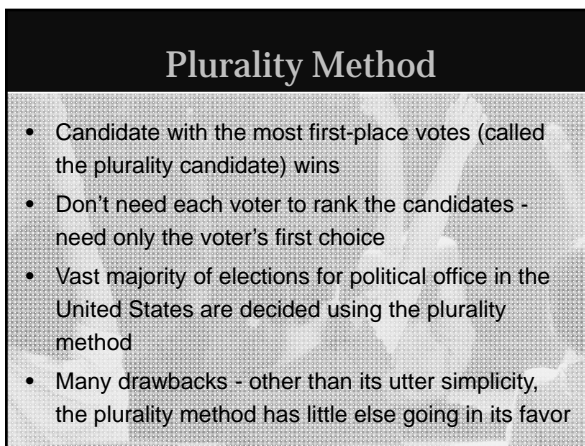 Plurality Method
• Candidate with the most first-place votes (called
the plurality candidate) wins
• Don't need each voter to rank the candidates -
need only the voter's first choice
• Vast majority of elections for political office in the
United States are decided using the plurality
method
• Many drawbacks - other than its utter simplicity,
the plurality method has little else going in its favor